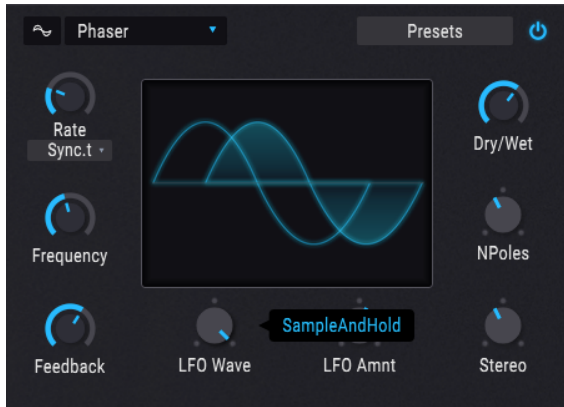 Phaser
Presets
Rate
Sync.t
Dry/Wet
Frequency
NPoles
SampleAndHold
Feedback
LFO Wave
LFO Amnt
Stereo